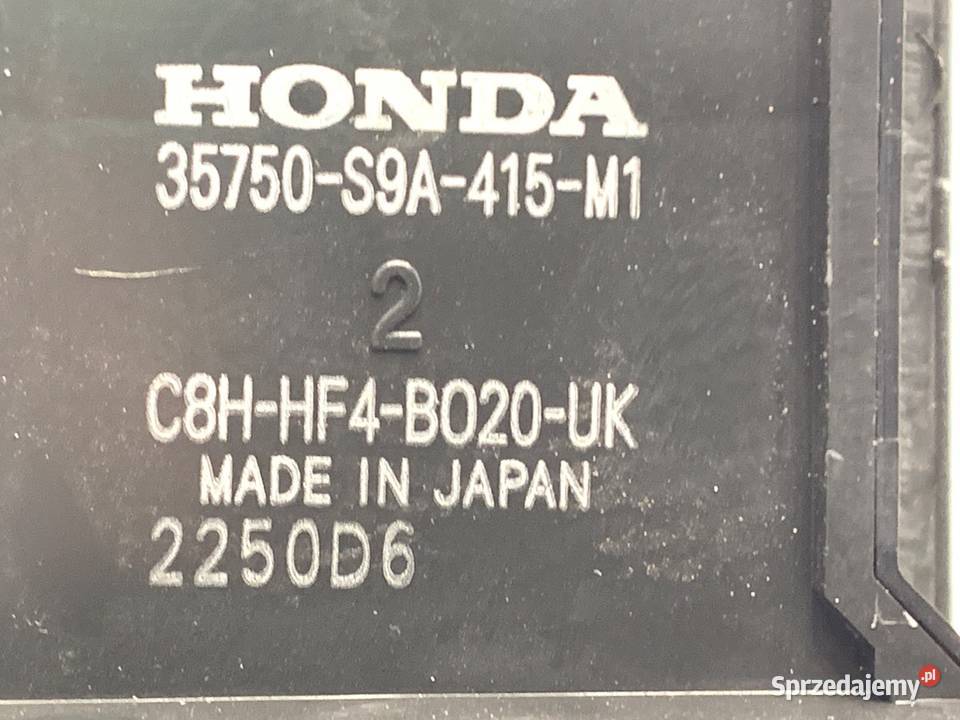 HONDA
35750-S9A-415-M1
2
C8H-HF4-B020-UK
MADE IN JAPAN
2250D6
Sprzedajemy.pl